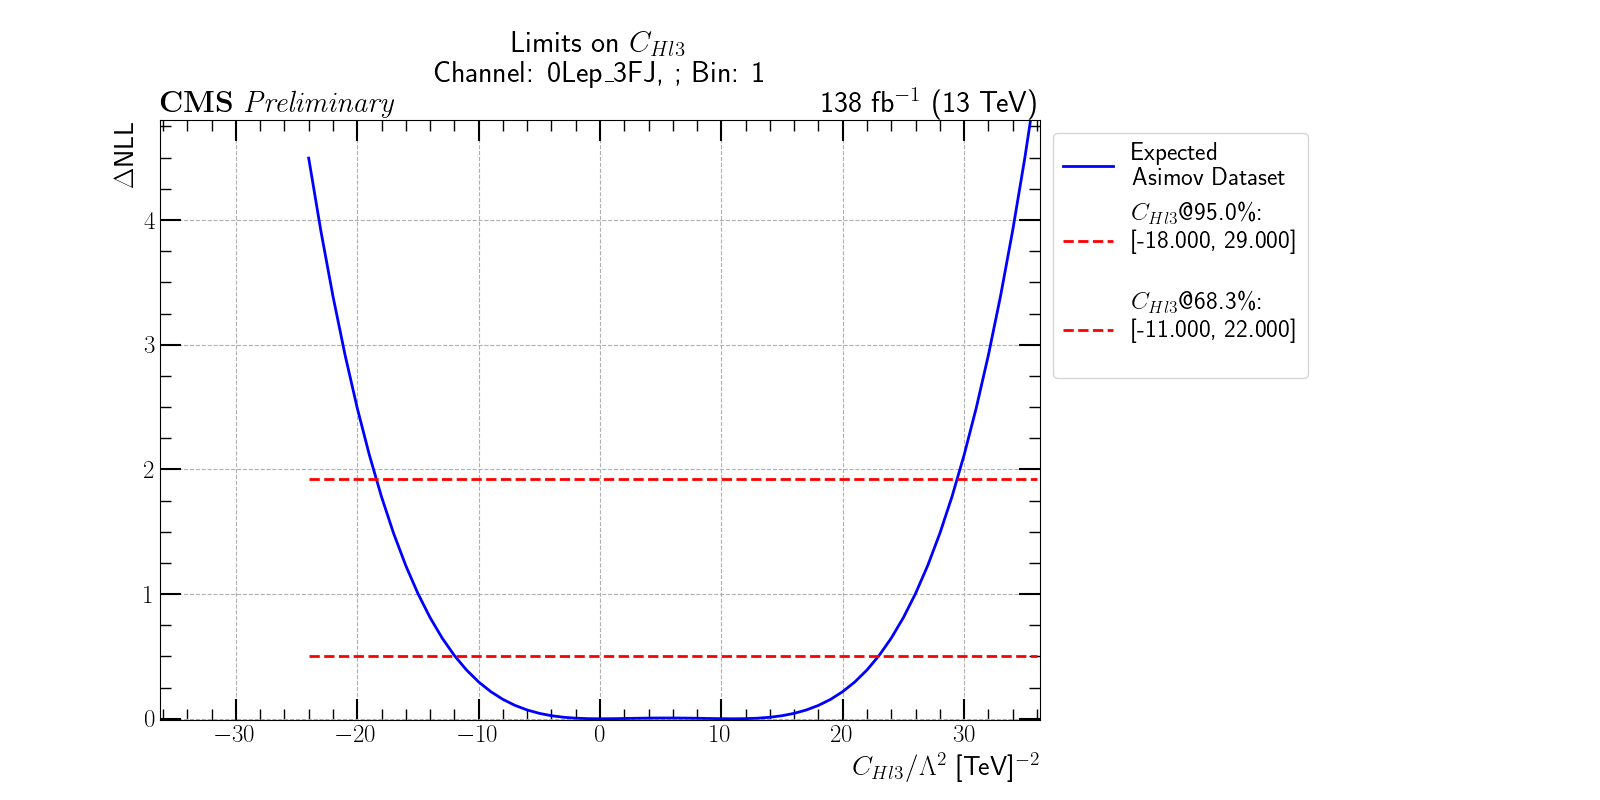 Limits on C_{Hl3}
Channel: 0Lep_3FJ, ; Bin: 1
CMS Preliminary 138 fb^{-1} (13 TeV)
ΔNLL
4
3
2
1
0
−30 −20 −10 0 10 20 30
C_{Hl3}/Λ^2 [TeV]^{-2}
Expected
Asimov Dataset
C_{Hl3}@95.0%:
[-18.000, 29.000]
C_{Hl3}@68.3%:
[-11.000, 22.000]